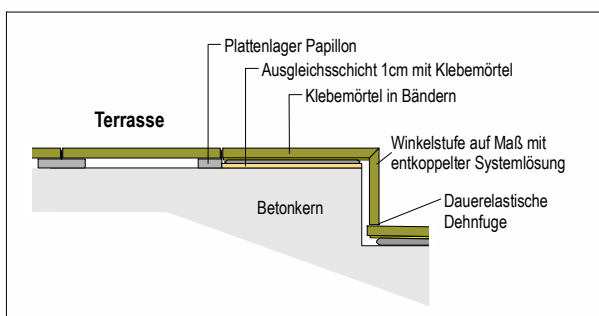 Plattenlager Papillon
Ausgleichsschicht 1cm mit Klebemörtel
Klebemörtel in Bändern
Terrasse
Winkelstufe auf Maß mit
entkoppelter Systemlösung
Betonkern
Dauerelastische
Dehnfuge